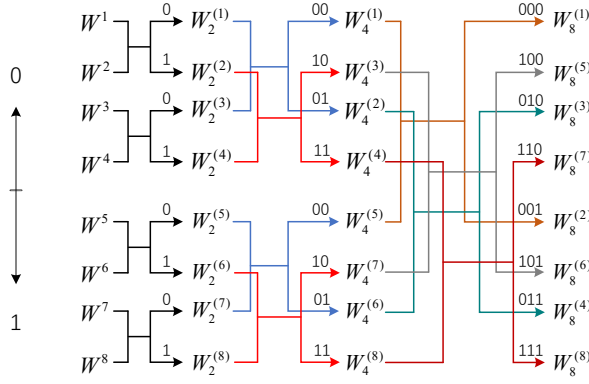 W^1 0 W_2^{(1)} 00 W_4^{(1)} 000 W_8^{(1)}
0 W^2 1 W_2^{(2)} 10 W_4^{(3)} 100 W_8^{(5)}
W^3 0 W_2^{(3)} 01 W_4^{(2)} 010 W_8^{(3)}
W^4 1 W_2^{(4)} 11 W_4^{(4)} 110 W_8^{(7)}
W^5 0 W_2^{(5)} 00 W_4^{(5)} 001 W_8^{(2)}
W^6 1 W_2^{(6)} 10 W_4^{(7)} 101 W_8^{(6)}
1 W^7 0 W_2^{(7)} 01 W_4^{(6)} 011 W_8^{(4)}
W^8 1 W_2^{(8)} 11 W_4^{(8)} 111 W_8^{(8)}